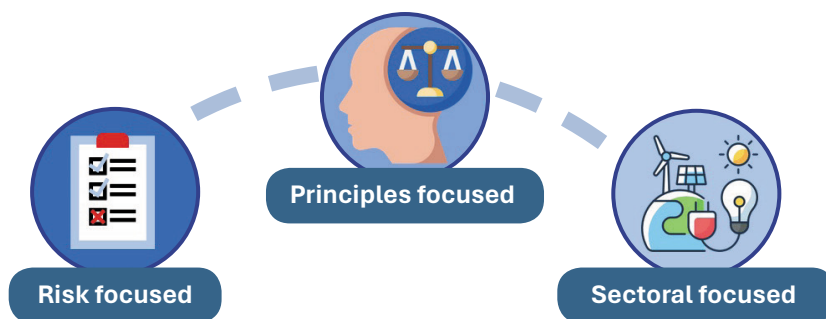 Principles focused
Risk focused
Sectoral focused